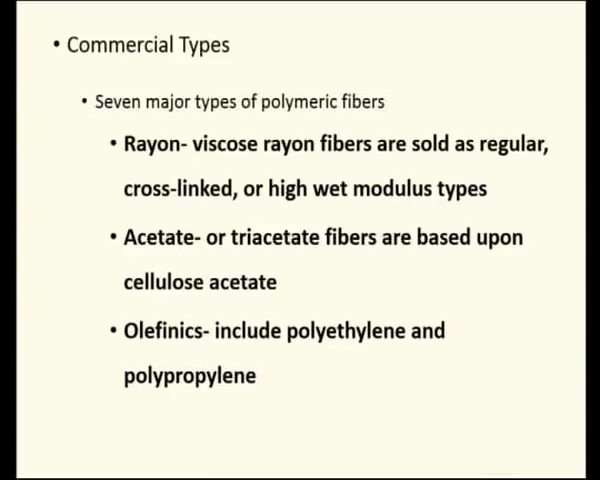 • Commercial Types
• Seven major types of polymeric fibers
• Rayon- viscose rayon fibers are sold as regular,
cross-linked, or high wet modulus types
• Acetate- or triacetate fibers are based upon
cellulose acetate
• Olefinics- include polyethylene and
polypropylene